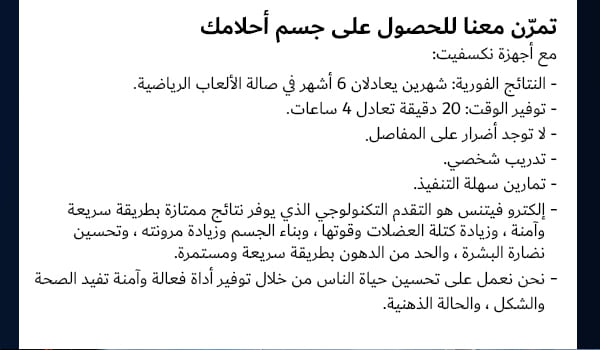 تمرّن معنا للحصول على جسم أحلامك
مع أجهزة نكسفيت:
- النتائج الفورية: شهرين يعادلان 6 أشهر في صالة الألعاب الرياضية.
- توفير الوقت: 20 دقيقة تعادل 4 ساعات.
- لا توجد أضرار على المفاصل.
- تدريب شخصي.
- تمارين سهلة التنفيذ.
- إلكترو فيتنس هو التقدم التكنولوجي الذي يوفر نتائج ممتازة بطريقة سريعة
وآمنة ، وزيادة كتلة العضلات وقوتها ، وبناء الجسم وزيادة مرونته ، وتحسين
نضارة البشرة ، والحد من الدهون بطريقة سريعة ومستمرة.
- نحن نعمل على تحسين حياة الناس من خلال توفير أداة فعالة وآمنة تفيد الصحة
والشكل ، والحالة الذهنية.